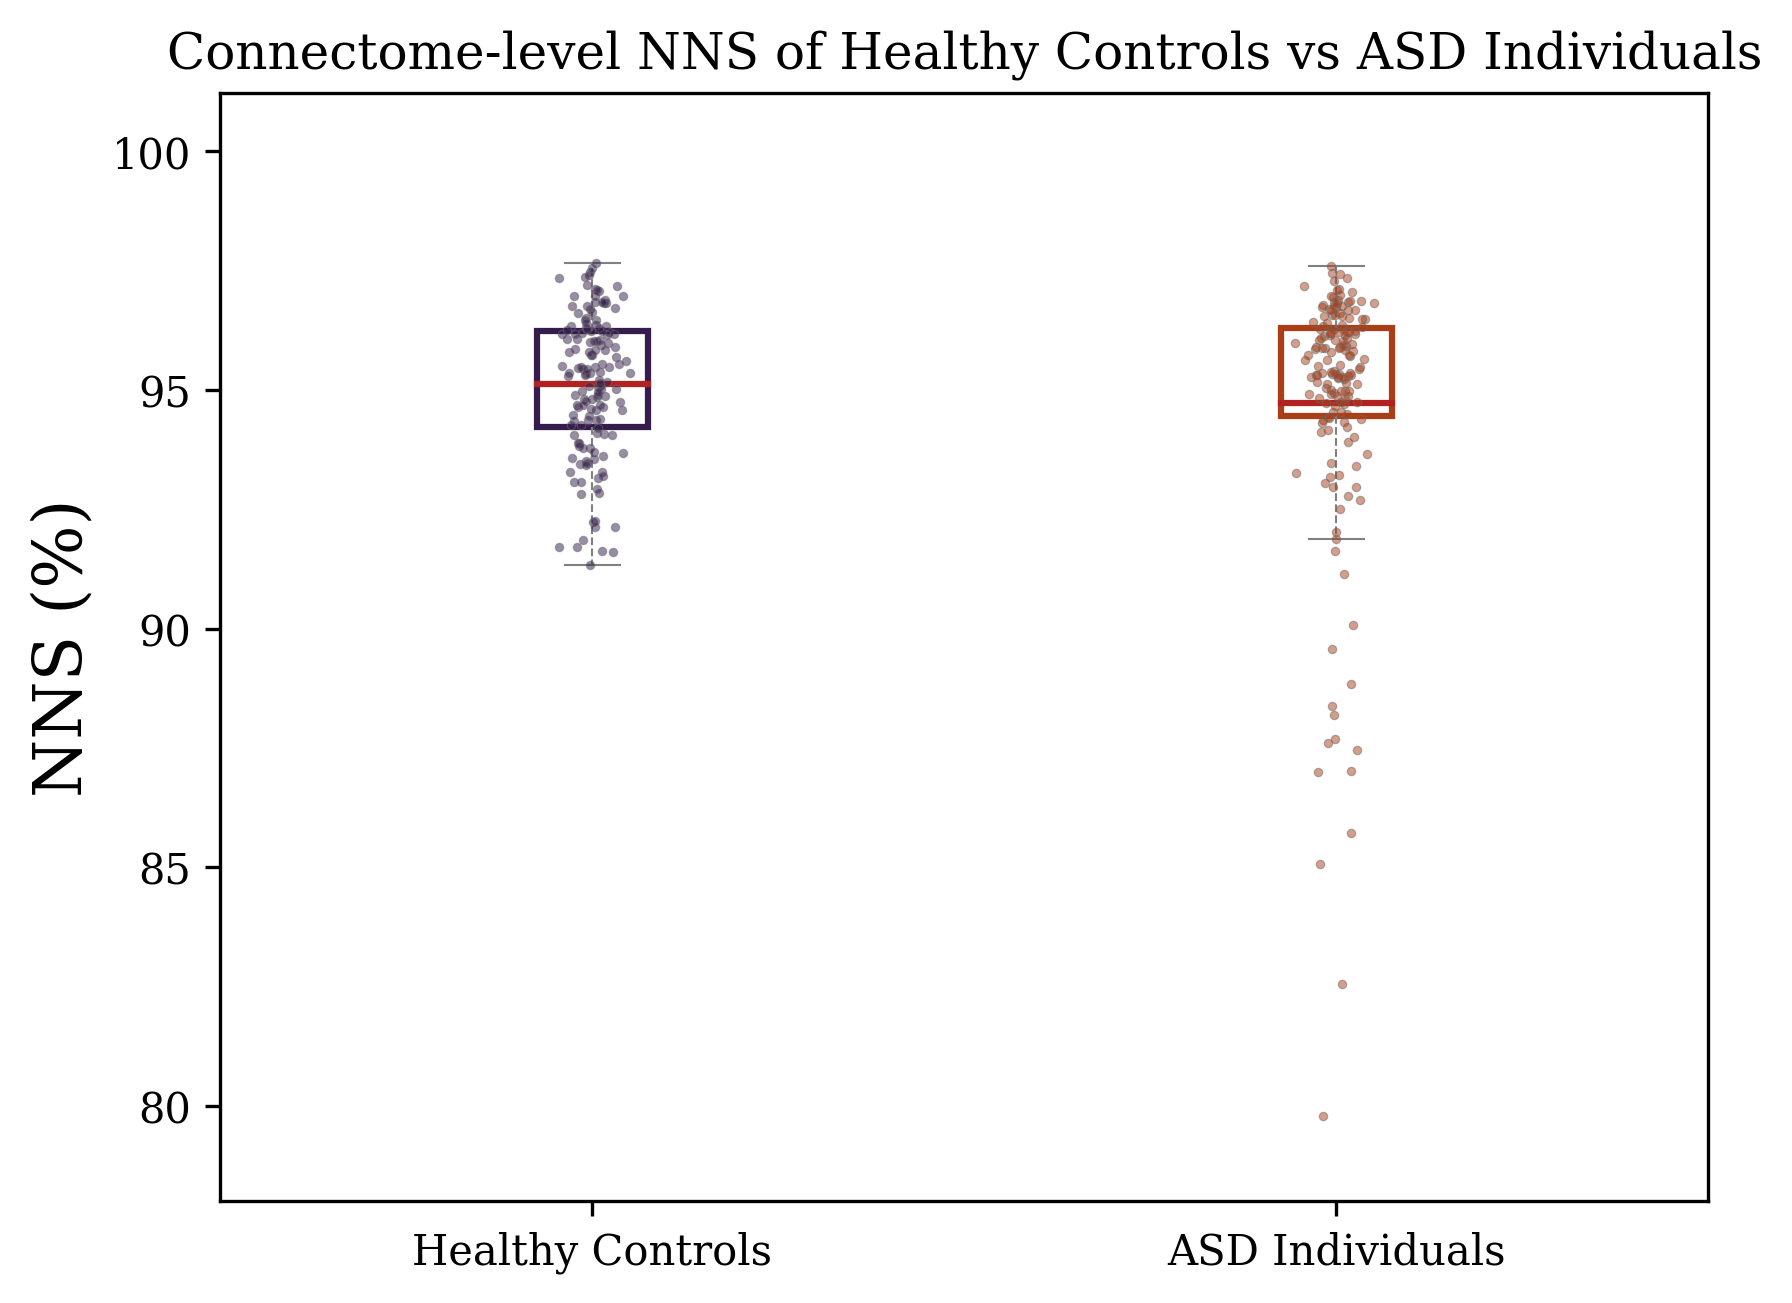 Connectome-level NNS of Healthy Controls vs ASD Individuals
NNS (%)
100
95
90
85
80
Healthy Controls
ASD Individuals